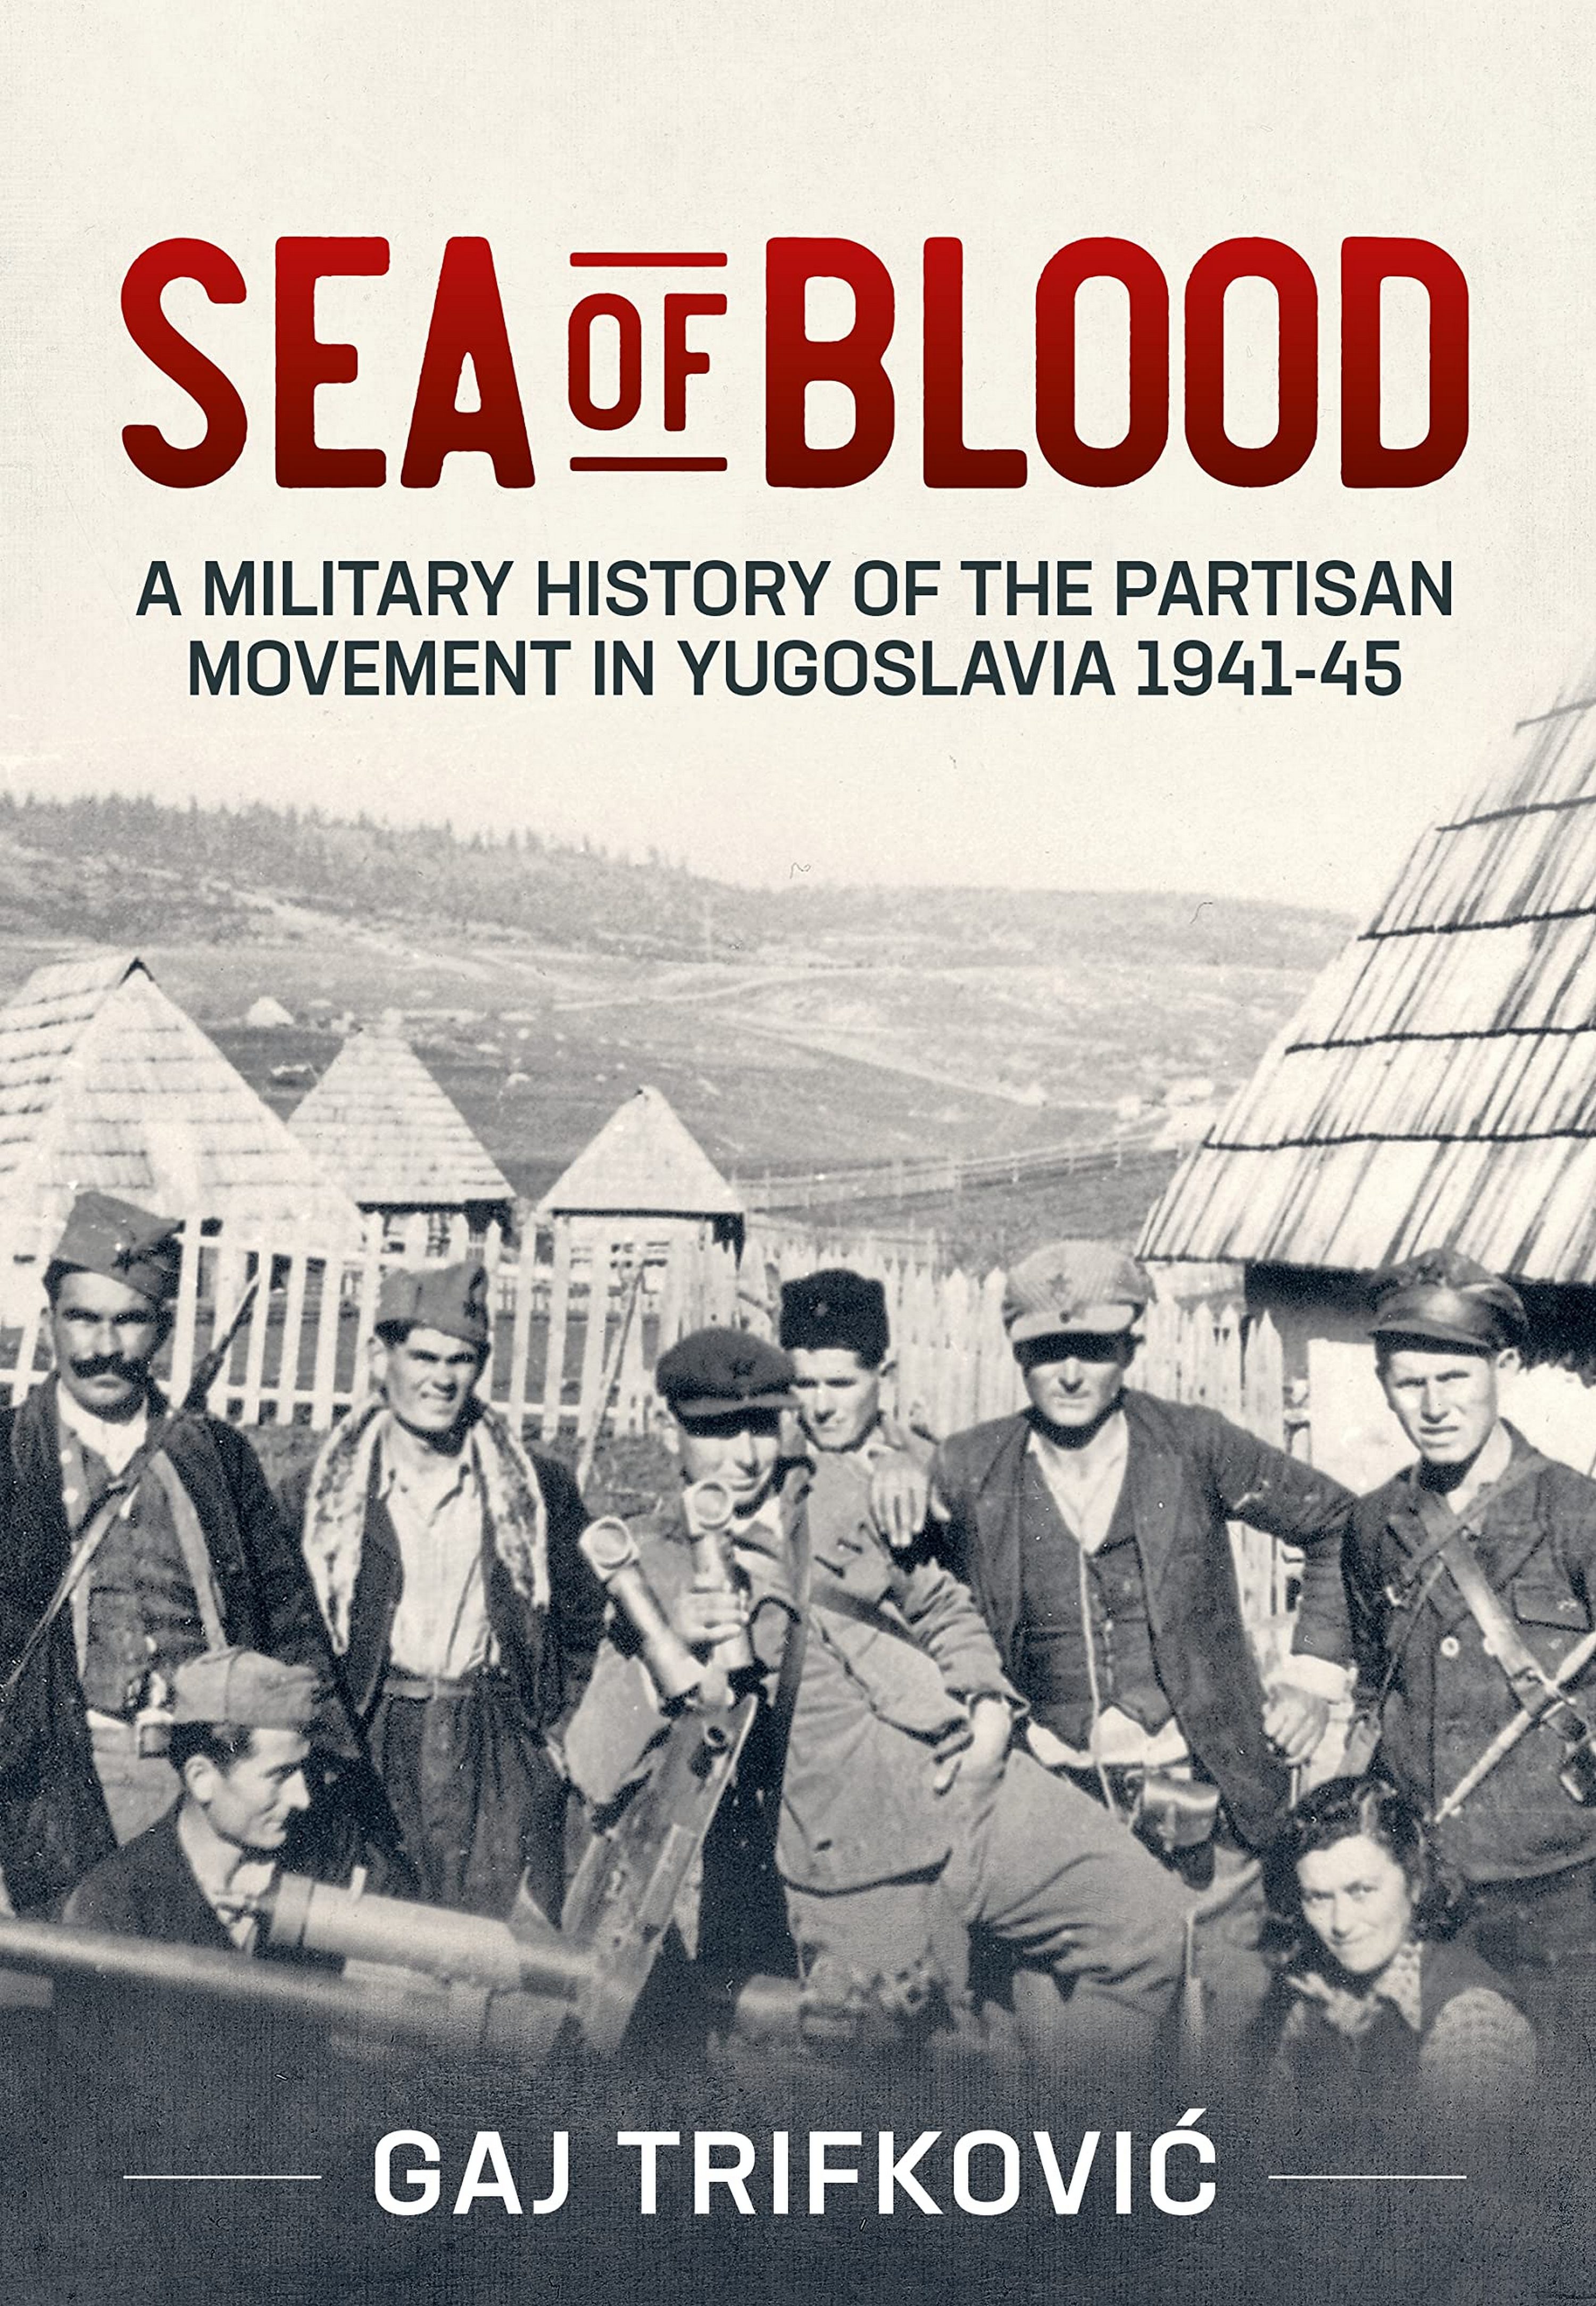 SEA OF BLOOD
A MILITARY HISTORY OF THE PARTISAN
MOVEMENT IN YUGOSLAVIA 1941-45
GAJ TRIFKOVIĆ